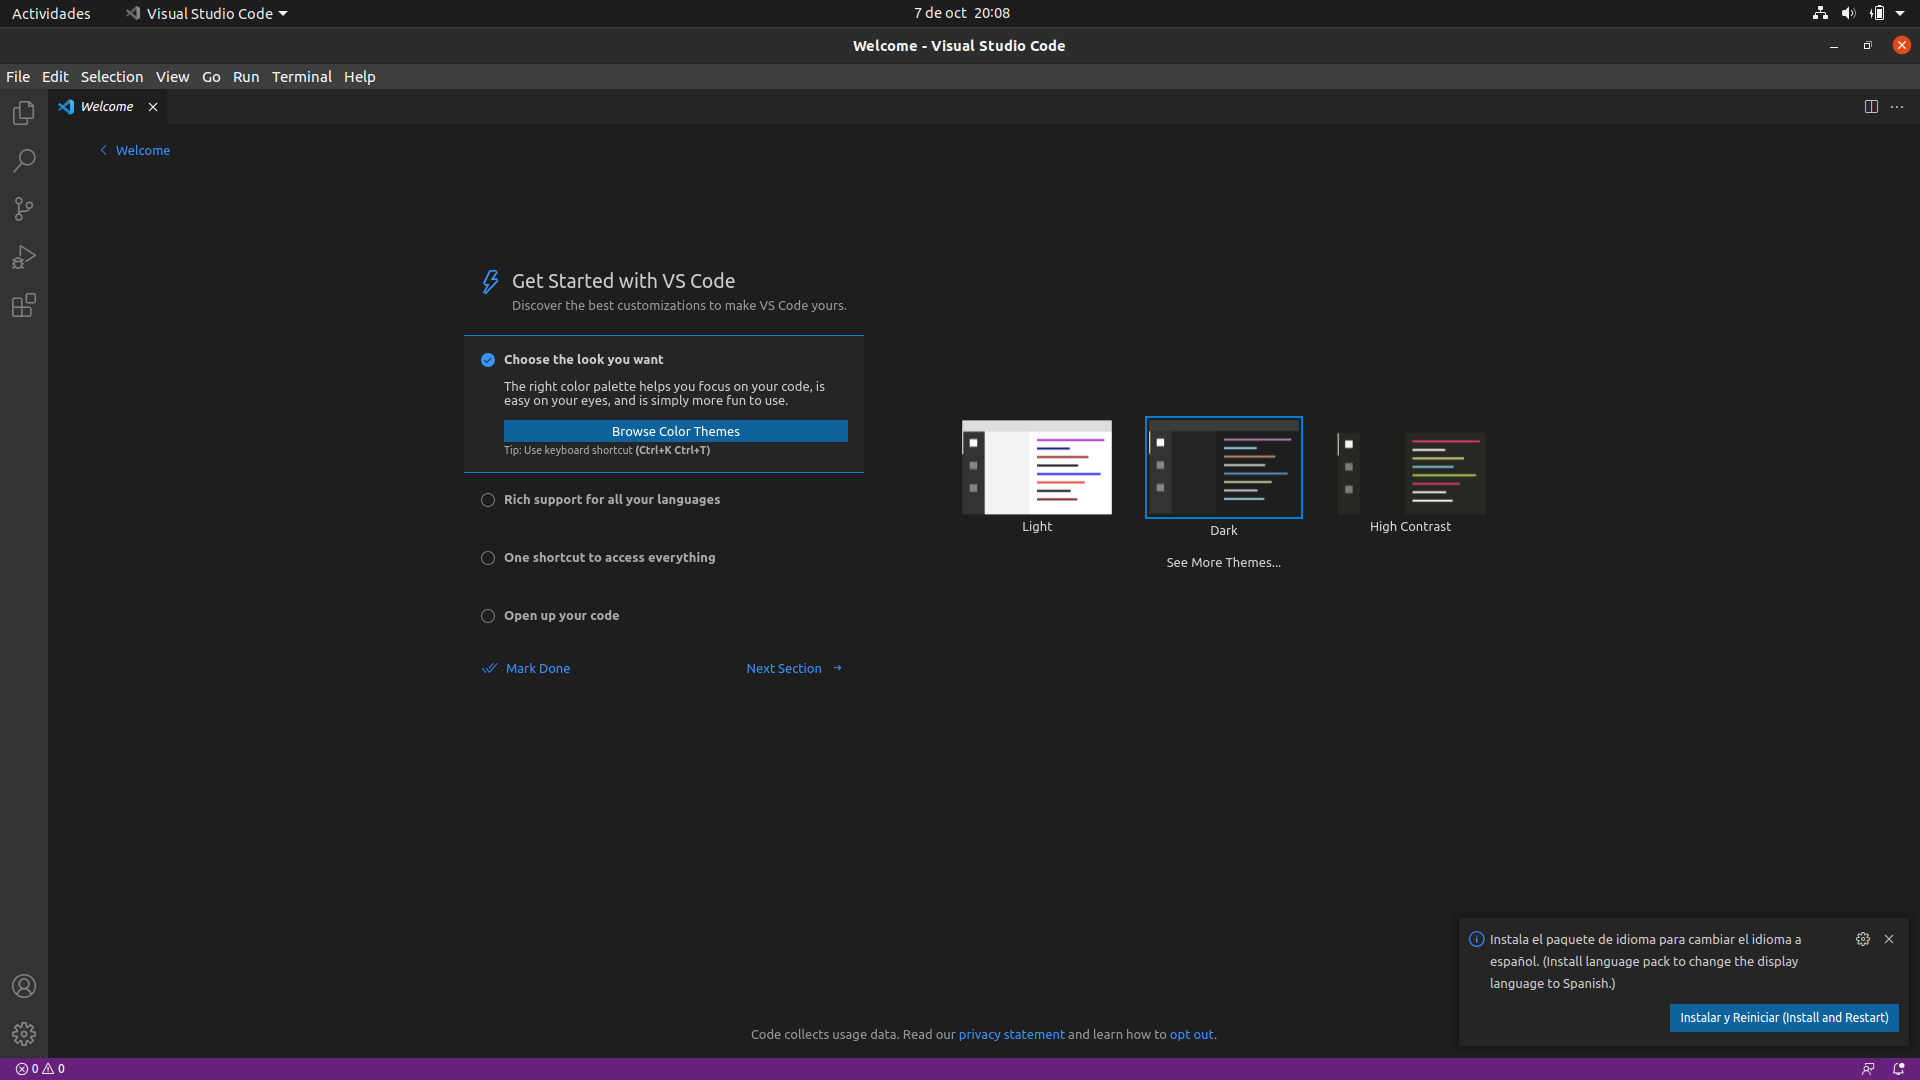 Actividades
Visual Studio Code
7 de oct 20:08
Welcome - Visual Studio Code
File Edit Selection View Go Run Terminal Help
Welcome
Welcome
Get Started with VS Code
Discover the best customizations to make VS Code yours.
Choose the look you want
The right color palette helps you focus on your code, is
easy on your eyes, and is simply more fun to use.
Browse Color Themes
Tip: Use keyboard shortcut (Ctrl+K Ctrl+T)
Rich support for all your languages
One shortcut to access everything
Open up your code
Mark Done
Next Section
Light
Dark
High Contrast
See More Themes...
Instala el paquete de idioma para cambiar el idioma a
español. (Install language pack to change the display
language to Spanish.)
Instalar y Reiniciar (Install and Restart)
Code collects usage data. Read our privacy statement and learn how to opt out.
0 0